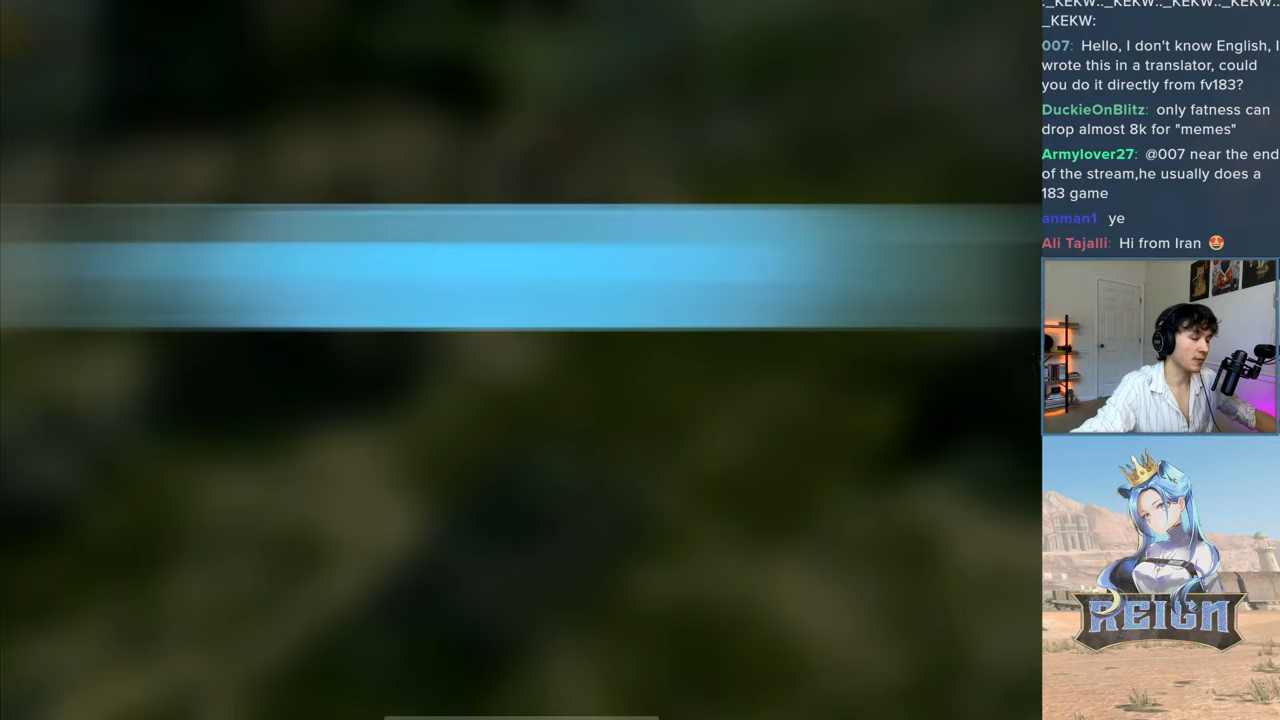 :_KEKW::_KEKW::_KEKW::_KEKW::
_KEKW:
007: Hello, I don't know English, I
wrote this in a translator, could
you do it directly from fv183?
DuckieOnBlitz: only fatness can
drop almost 8k for "memes"
Armylover27: @007 near the end
of the stream,he usually does a
183 game
anman1 ye
Ali Tajalli: Hi from Iran 🤩
REIGN